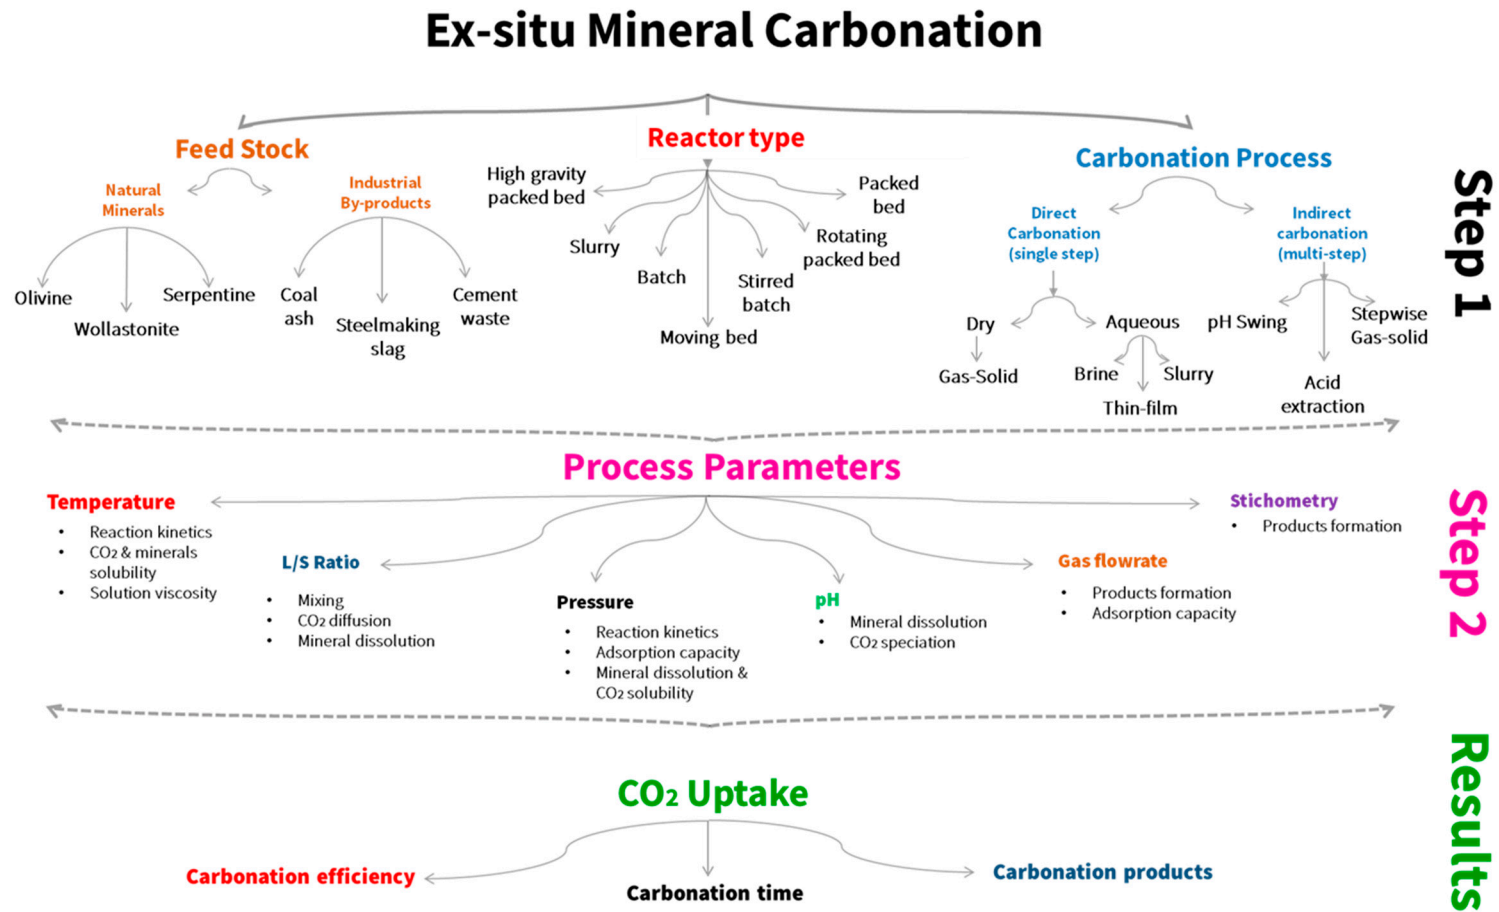 Ex-situ Mineral Carbonation
Step 1
Feed Stock
Natural
Minerals
Olivine
Wollastonite
Serpentine
Industrial
By-products
Coal
ash
Steelmaking
slag
Cement
waste
Reactor type
High gravity
packed bed
Slurry
Batch
Moving bed
Stirred
batch
Rotating
packed bed
Packed
bed
Carbonation Process
Direct
Carbonation
(single step)
Dry
Gas-Solid
Aqueous
Brine
Thin-film
Slurry
Indirect
carbonation
(multi-step)
pH Swing
Acid
extraction
Stepwise
Gas-solid
Step 2
Process Parameters
Temperature
• Reaction kinetics
• CO₂ & minerals
solubility
• Solution viscosity
L/S Ratio
• Mixing
• CO₂ diffusion
• Mineral dissolution
Pressure
• Reaction kinetics
• Adsorption capacity
• Mineral dissolution &
CO₂ solubility
pH
• Mineral dissolution
• CO₂ speciation
Gas flowrate
• Products formation
• Adsorption capacity
Stichometry
• Products formation
Results
CO₂ Uptake
Carbonation efficiency
Carbonation time
Carbonation products